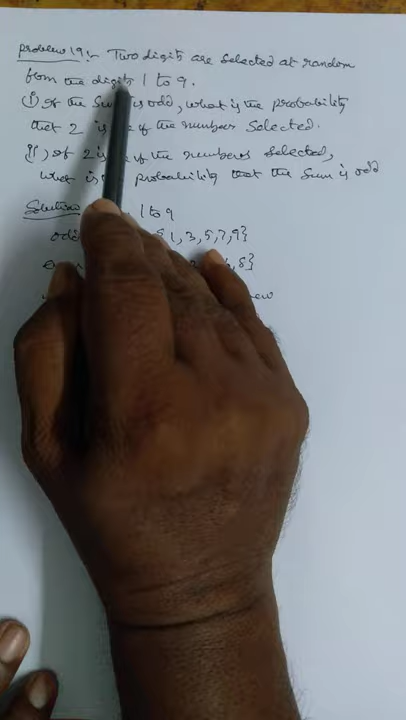 Problem 19:- Two digits are selected at random
from the digits 1 to 9.
(I) If the Sum is odd, what is the probability
that 2 is of the numbers Selected.
(II) If 2 is of the numbers selected,
what is the probability that the Sum is odd
Solution 1 to 9
odd {1, 3, 5, 7, 9}
8}